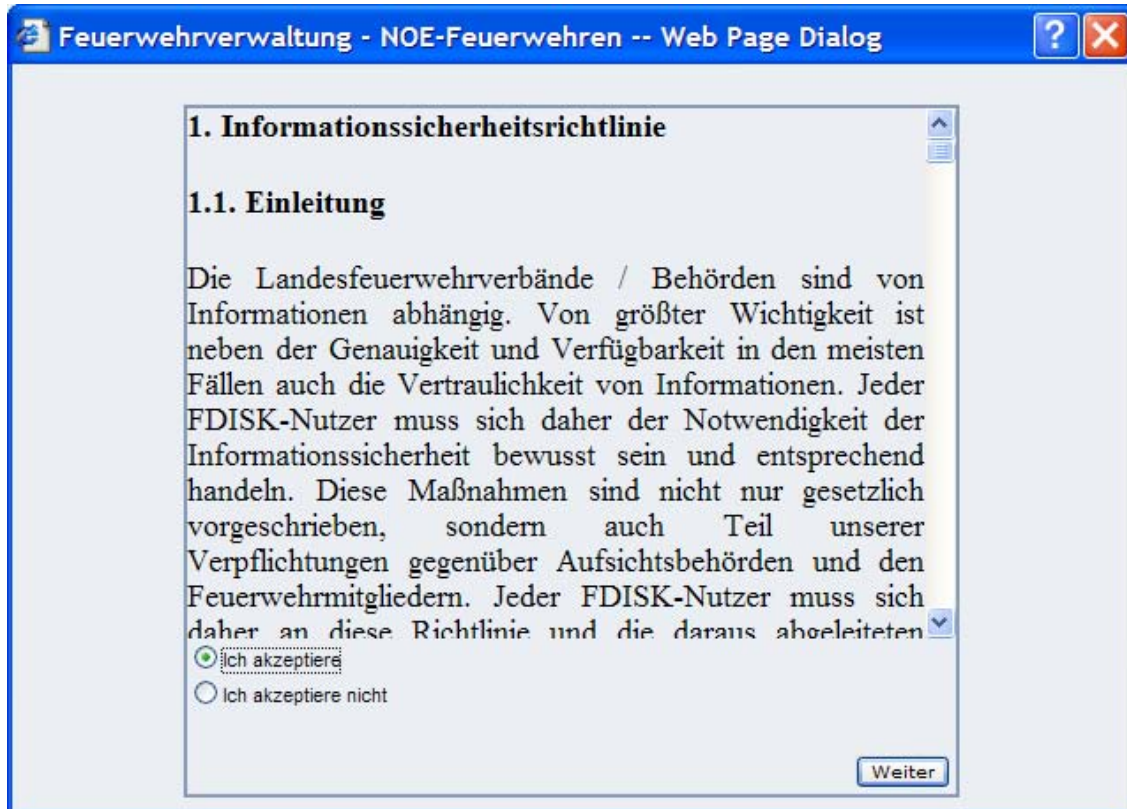 Feuerwehrverwaltung - NOE-Feuerwehren -- Web Page Dialog
1. Informationssicherheitsrichtlinie
1.1. Einleitung
Die Landesfeuerwehrverbände / Behörden sind von
Informationen abhängig. Von größter Wichtigkeit ist
neben der Genauigkeit und Verfügbarkeit in den meisten
Fällen auch die Vertraulichkeit von Informationen. Jeder
FDISK-Nutzer muss sich daher der Notwendigkeit der
Informationssicherheit bewusst sein und entsprechend
handeln. Diese Maßnahmen sind nicht nur gesetzlich
vorgeschrieben, sondern auch Teil unserer
Verpflichtungen gegenüber Aufsichtsbehörden und den
Feuerwehrmitgliedern. Jeder FDISK-Nutzer muss sich
daher an diese Richtlinie und die daraus abgeleiteten
Ich akzeptiere
Ich akzeptiere nicht
Weiter